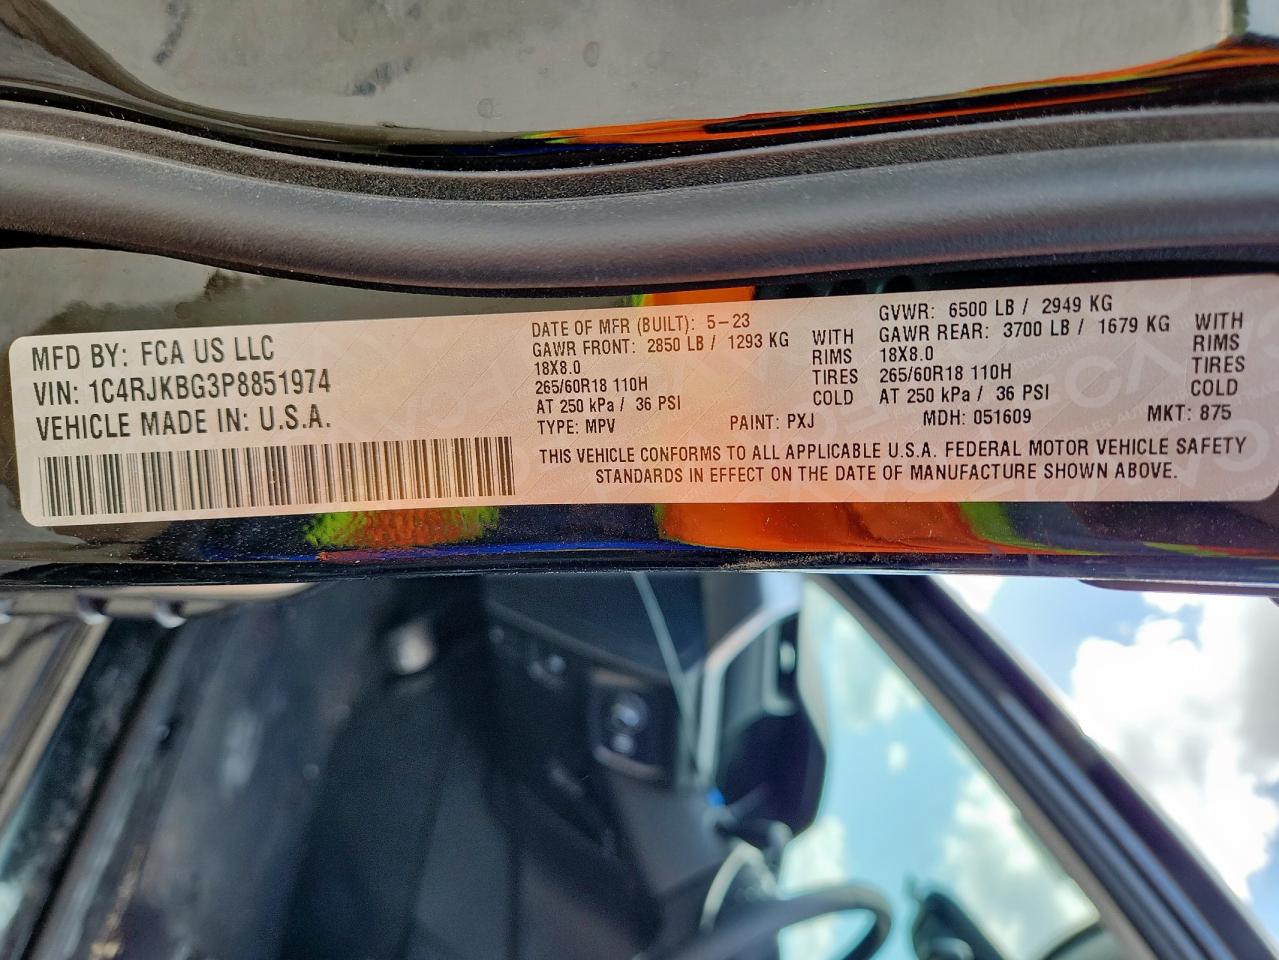 MFD BY: FCA US LLC
VIN: 1C4RJKBG3P8851974
VEHICLE MADE IN: U.S.A.
DATE OF MFR (BUILT): 5-23
GAWR FRONT: 2850 LB / 1293 KG WITH
18X8.0 RIMS
265/60R18 110H TIRES
AT 250 kPa / 36 PSI COLD
GVWR: 6500 LB / 2949 KG
GAWR REAR: 3700 LB / 1679 KG WITH
18X8.0 RIMS
265/60R18 110H TIRES
AT 250 kPa / 36 PSI COLD
TYPE: MPV PAINT: PXJ MDH: 051609 MKT: 875
THIS VEHICLE CONFORMS TO ALL APPLICABLE U.S.A. FEDERAL MOTOR VEHICLE SAFETY
STANDARDS IN EFFECT ON THE DATE OF MANUFACTURE SHOWN ABOVE.